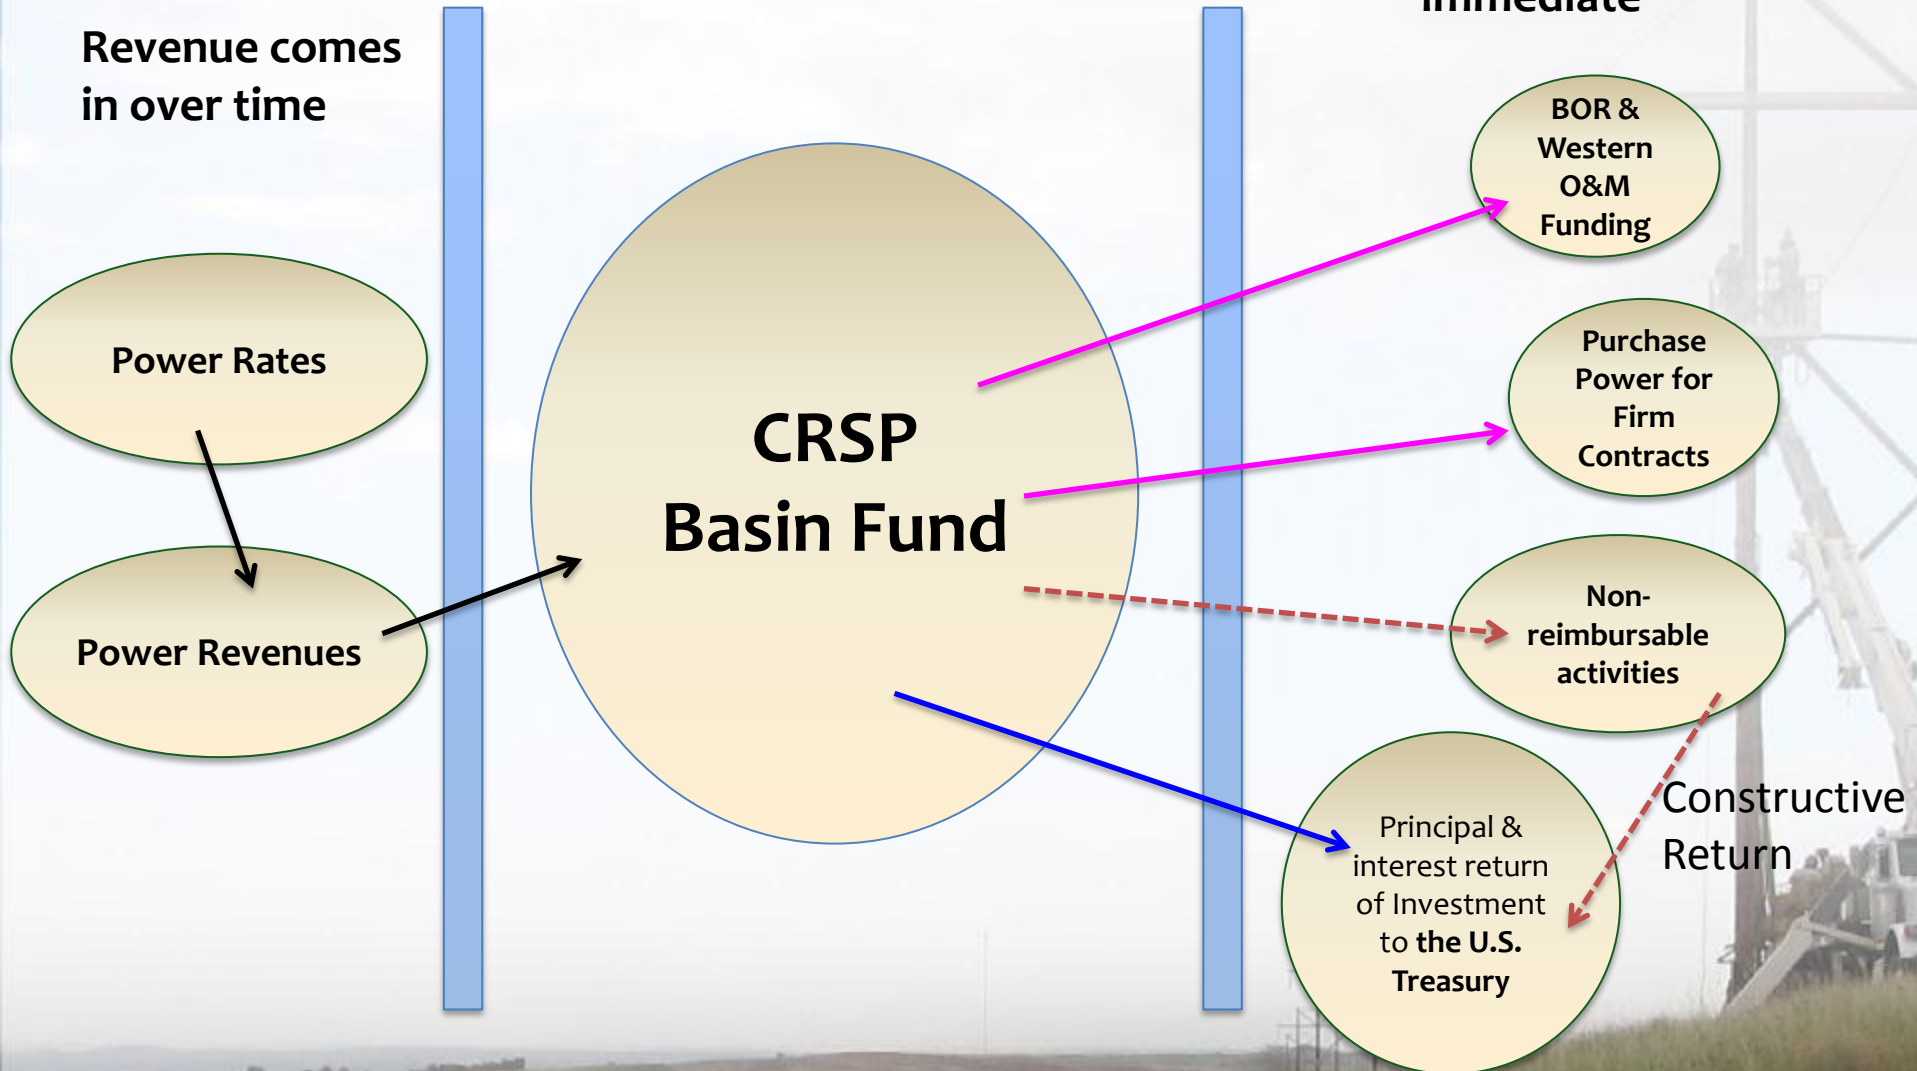 immediate
Revenue comes
in over time
BOR &
Western
O&M
Funding
Power Rates
Purchase
Power for
Firm
Contracts
CRSP
Basin Fund
Power Revenues
Non-
reimbursable
activities
Constructive
Return
Principal &
interest return
of Investment
to the U.S.
Treasury